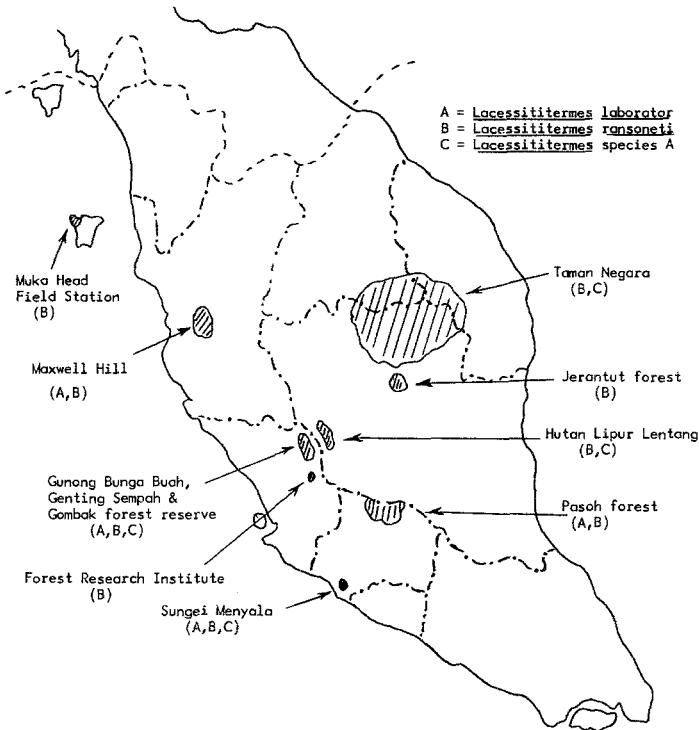 A = Lacessititermes laborator
B = Lacessititermes ransoneti
C = Lacessititermes species A
Muka Head
Field Station
(B)
Taman Negara
(B,C)
Maxwell Hill
(A,B)
Jerantut forest
(B)
Hutan Lipur Lentang
(B,C)
Gunong Bunga Buah,
Genting Sempah &
Gombak forest reserve
(A,B,C)
Pasoh forest
(A,B)
Forest Research Institute
(B)
Sungei Menyala
(A,B,C)